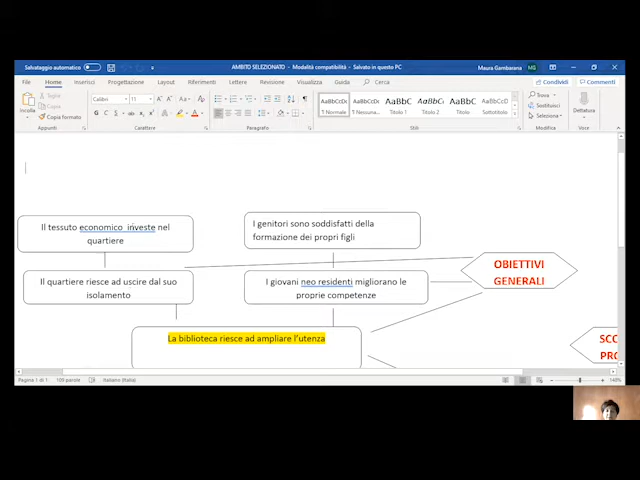 Salvataggio automatico
AMBITO SELEZIONATO - Modalità compatibilità - Salvato in questo PC
Maura Gambarana MG
File Home Inserisci Progettazione Layout Riferimenti Lettere Revisione Visualizza Guida Cerca
Condividi Commenti
Incolla
Taglia
Copia
Copia formato
Appunti
Calibri 11
Carattere
Paragrafo
AaBbCcDc AaBbCcDc AaBbC AaBbCc AaBbC AaBbCcD
1 Normale 1 Nessuna... Titolo 1 Titolo 2 Titolo Sottotitolo
Stili
Trova
Sostituisci
Seleziona
Modifica
Dettatura
Voce
Il tessuto economico investe nel
quartiere
I genitori sono soddisfatti della
formazione dei propri figli
Il quartiere riesce ad uscire dal suo
isolamento
I giovani neo residenti migliorano le
proprie competenze
OBIETTIVI
GENERALI
La biblioteca riesce ad ampliare l'utenza
SCO
PRO
Pagina 1 di 1 109 parole Italiano (Italia)
140%